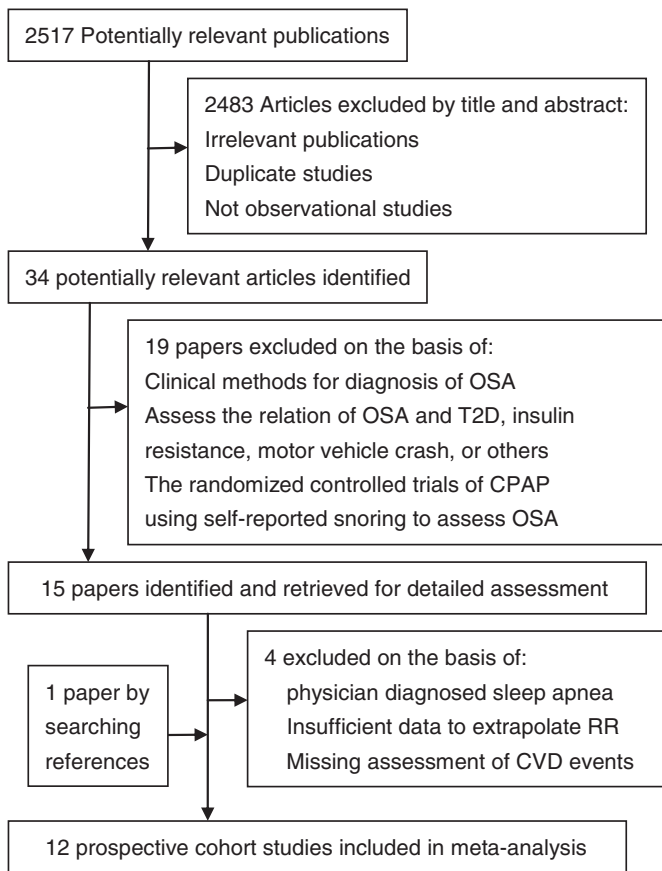 2517 Potentially relevant publications
2483 Articles excluded by title and abstract:
Irrelevant publications
Duplicate studies
Not observational studies
34 potentially relevant articles identified
19 papers excluded on the basis of:
Clinical methods for diagnosis of OSA
Assess the relation of OSA and T2D, insulin
resistance, motor vehicle crash, or others
The randomized controlled trials of CPAP
using self-reported snoring to assess OSA
15 papers identified and retrieved for detailed assessment
1 paper by
searching
references
4 excluded on the basis of:
physician diagnosed sleep apnea
Insufficient data to extrapolate RR
Missing assessment of CVD events
12 prospective cohort studies included in meta-analysis